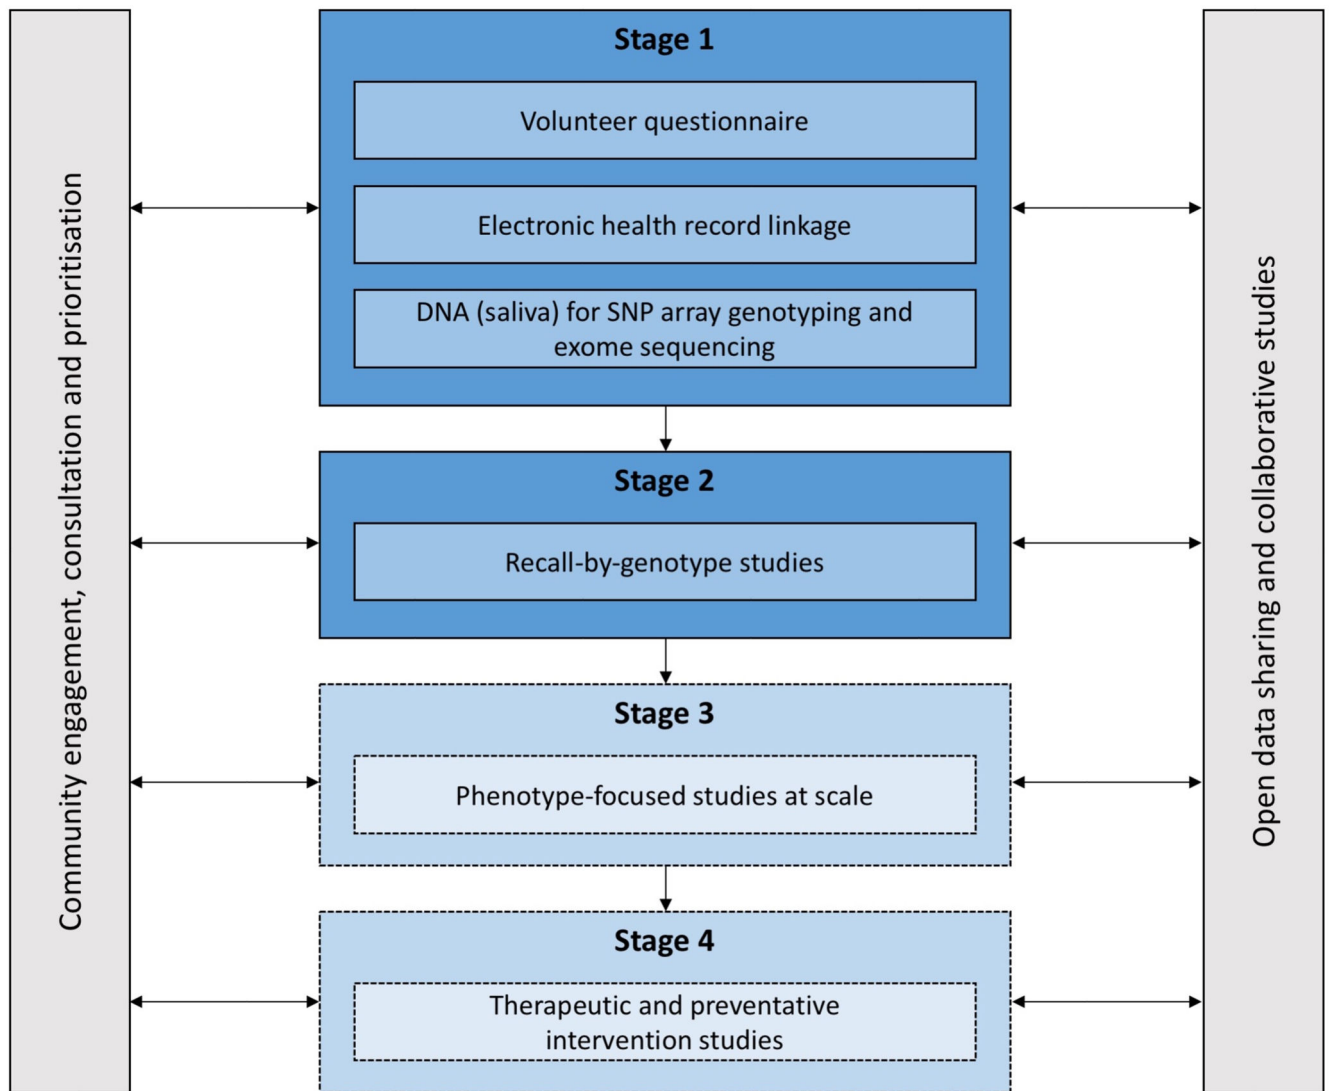 Community engagement, consultation and prioritisation
Stage 1
Volunteer questionnaire
Electronic health record linkage
DNA (saliva) for SNP array genotyping and
exome sequencing
Stage 2
Recall-by-genotype studies
Stage 3
Phenotype-focused studies at scale
Stage 4
Therapeutic and preventative
intervention studies
Open data sharing and collaborative studies